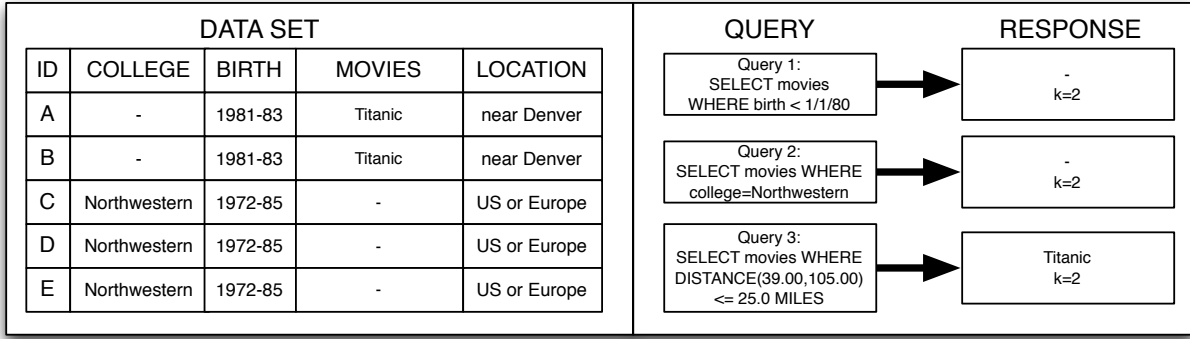 DATA SET
ID COLLEGE BIRTH MOVIES LOCATION
A - 1981-83 Titanic near Denver
B - 1981-83 Titanic near Denver
C Northwestern 1972-85 - US or Europe
D Northwestern 1972-85 - US or Europe
E Northwestern 1972-85 - US or Europe
QUERY RESPONSE
Query 1:
SELECT movies
WHERE birth < 1/1/80
-
k=2
Query 2:
SELECT movies WHERE
college=Northwestern
-
k=2
Query 3:
SELECT movies WHERE
DISTANCE(39.00,105.00)
<= 25.0 MILES
Titanic
k=2